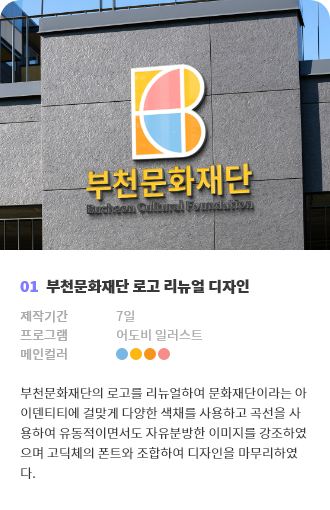 부천문화재단
Bucheon Cultural Foundation
01 부천문화재단 로고 리뉴얼 디자인
제작기간 7일
프로그램 어도비 일러스트
메인컬러
부천문화재단의 로고를 리뉴얼하여 문화재단이라는 아
이덴티티에 걸맞게 다양한 색채를 사용하고 곡선을 사
용하여 유동적이면서도 자유분방한 이미지를 강조하였
으며 고딕체의 폰트와 조합하여 디자인을 마무리하였
다.